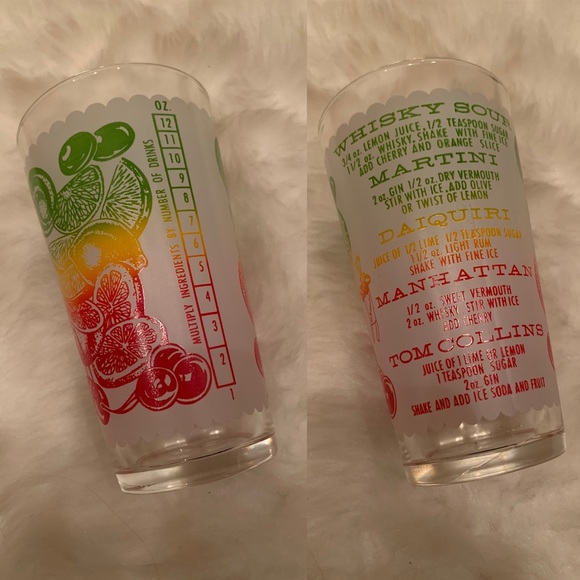 OZ.
12
11
10
9
8
7
6
5
4
3
2
1
MULTIPLY INGREDIENTS BY NUMBER OF DRINKS
WHISKY SOUR
3/4 oz. LEMON JUICE, 1/2 TEASPOON SUGAR
1 1/2 oz. WHISKY SHAKE WITH FINE ICE
ADD CHERRY AND ORANGE SLICE
MARTINI
2 oz. GIN 1/2 oz. DRY VERMOUTH
STIR WITH ICE, ADD OLIVE
OR TWIST OF LEMON
DAIQUIRI
JUICE OF 1/2 LIME 1/2 TEASPOON SUGAR
1 1/2 oz. LIGHT RUM
SHAKE WITH FINE ICE
MANHATTAN
1/2 oz. SWEET VERMOUTH
2 oz. WHISKY STIR WITH ICE
ADD CHERRY
TOM COLLINS
JUICE OF 1 LIME OR LEMON
1 TEASPOON SUGAR
2 oz. GIN
SHAKE AND ADD ICE SODA AND FRUIT